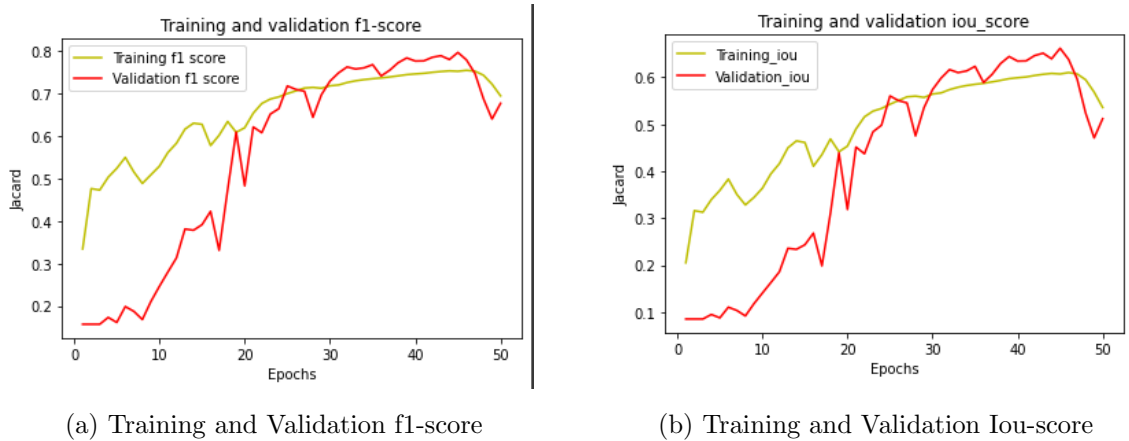 Training and validation f1-score
Training f1 score
Validation f1 score
Jacard
0.8
0.7
0.6
0.5
0.4
0.3
0.2
0 10 20 30 40 50
Epochs
(a) Training and Validation f1-score
Training and validation iou_score
Training_iou
Validation_iou
Jacard
0.6
0.5
0.4
0.3
0.2
0.1
0 10 20 30 40 50
Epochs
(b) Training and Validation Iou-score